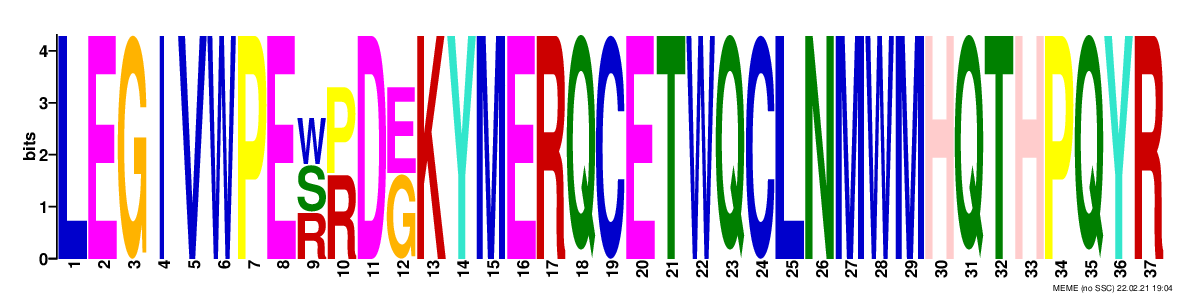 bits
4
3
2
1
0
LEGIVWPEWPDEKYMERQCETWQCLNMWMHQTHPQYR
S
R R G
1 2 3 4 5 6 7 8 9 10 11 12 13 14 15 16 17 18 19 20 21 22 23 24 25 26 27 28 29 30 31 32 33 34 35 36 37
MEME (no SSC) 22.02.21 19:04